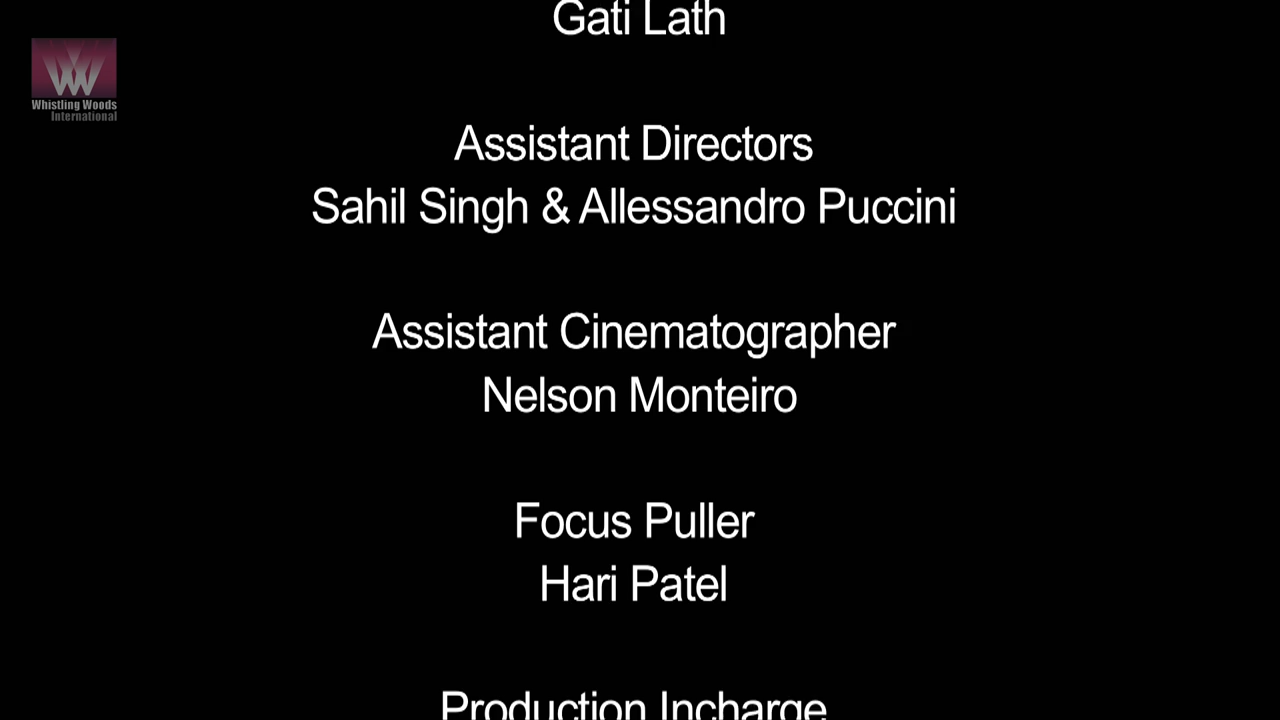 Gati Lath
Whistling Woods
International
Assistant Directors
Sahil Singh & Allessandro Puccini
Assistant Cinematographer
Nelson Monteiro
Focus Puller
Hari Patel
Production Incharge